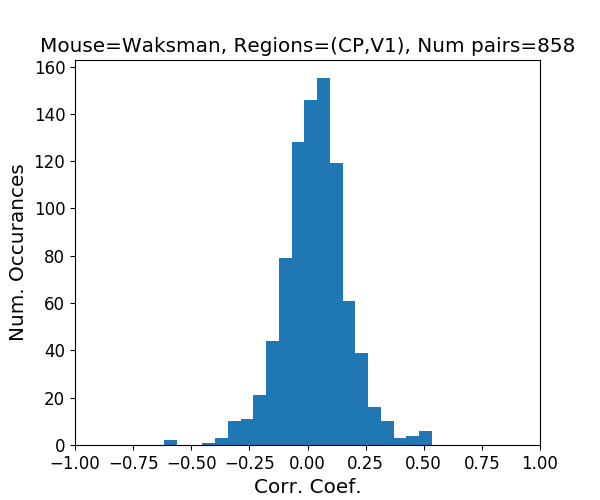 Mouse=Waksman, Regions=(CP,V1), Num pairs=858
160
140
120
100
80
60
40
20
0
Num. Occurances
−1.00 −0.75 −0.50 −0.25 0.00 0.25 0.50 0.75 1.00
Corr. Coef.